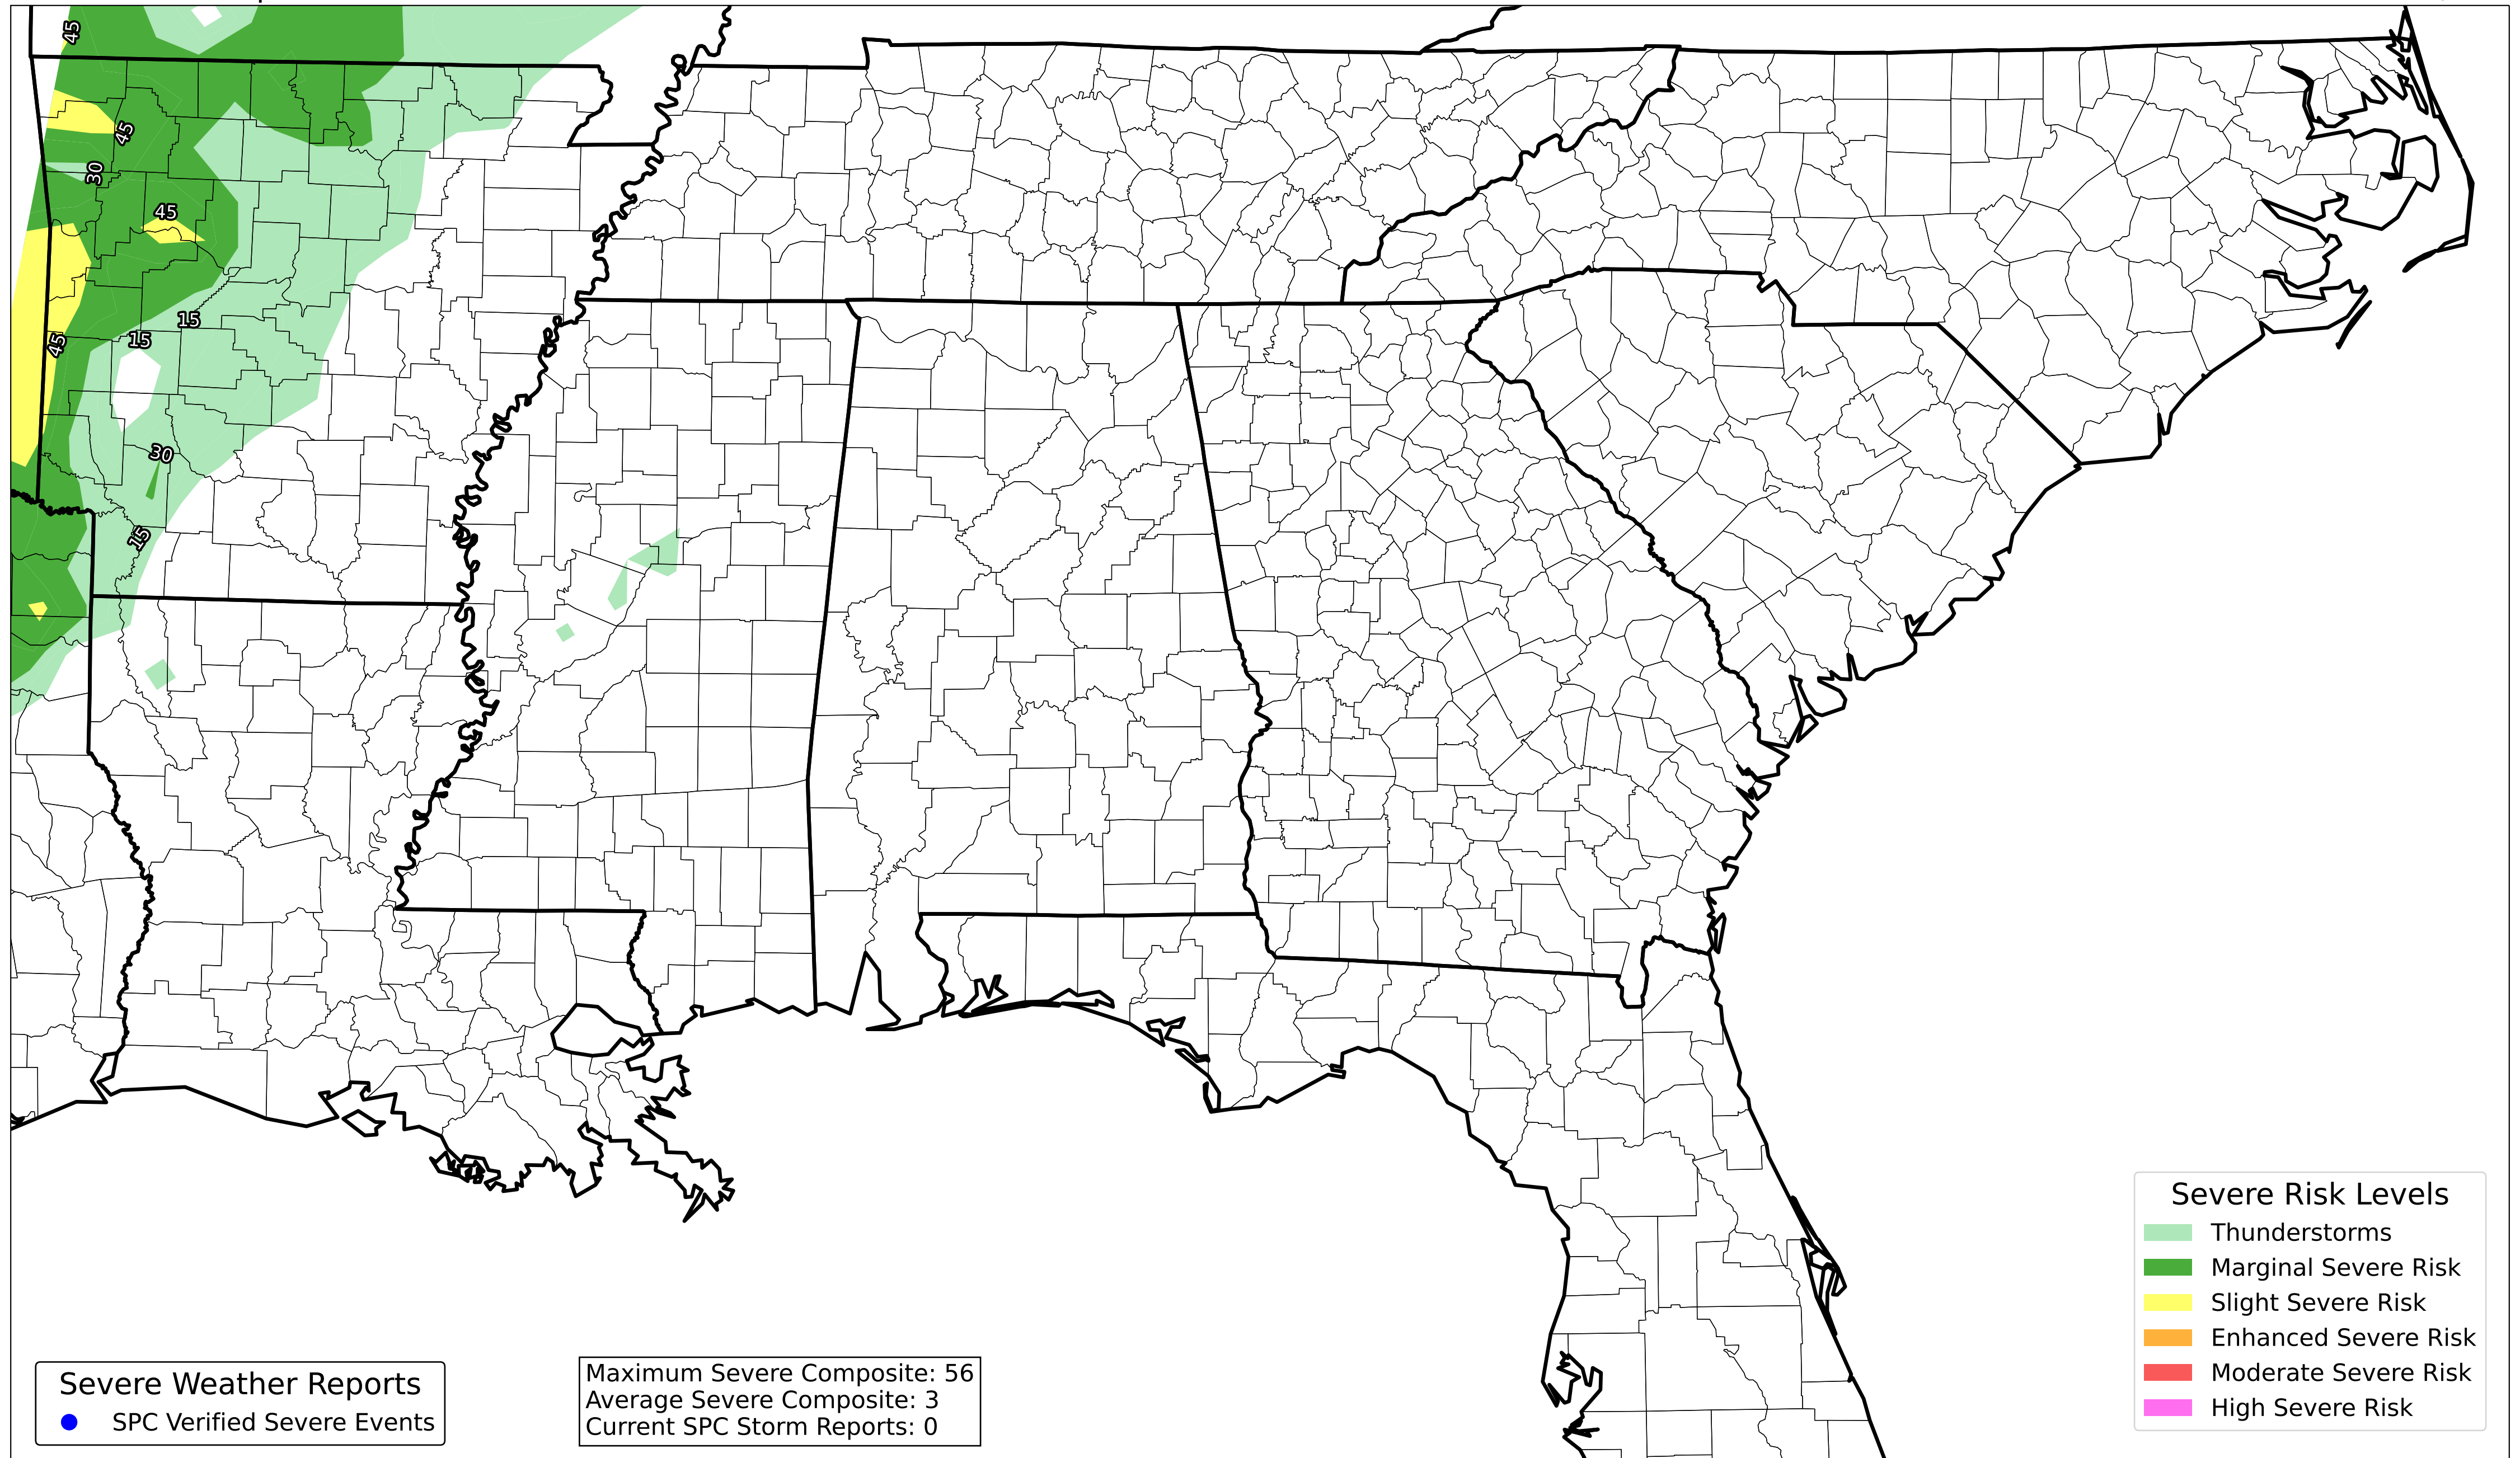 45
45
30
45
15
15
45
30
15
Severe Risk Levels
Thunderstorms
Marginal Severe Risk
Slight Severe Risk
Enhanced Severe Risk
Moderate Severe Risk
High Severe Risk
Severe Weather Reports
SPC Verified Severe Events
Maximum Severe Composite: 56
Average Severe Composite: 3
Current SPC Storm Reports: 0